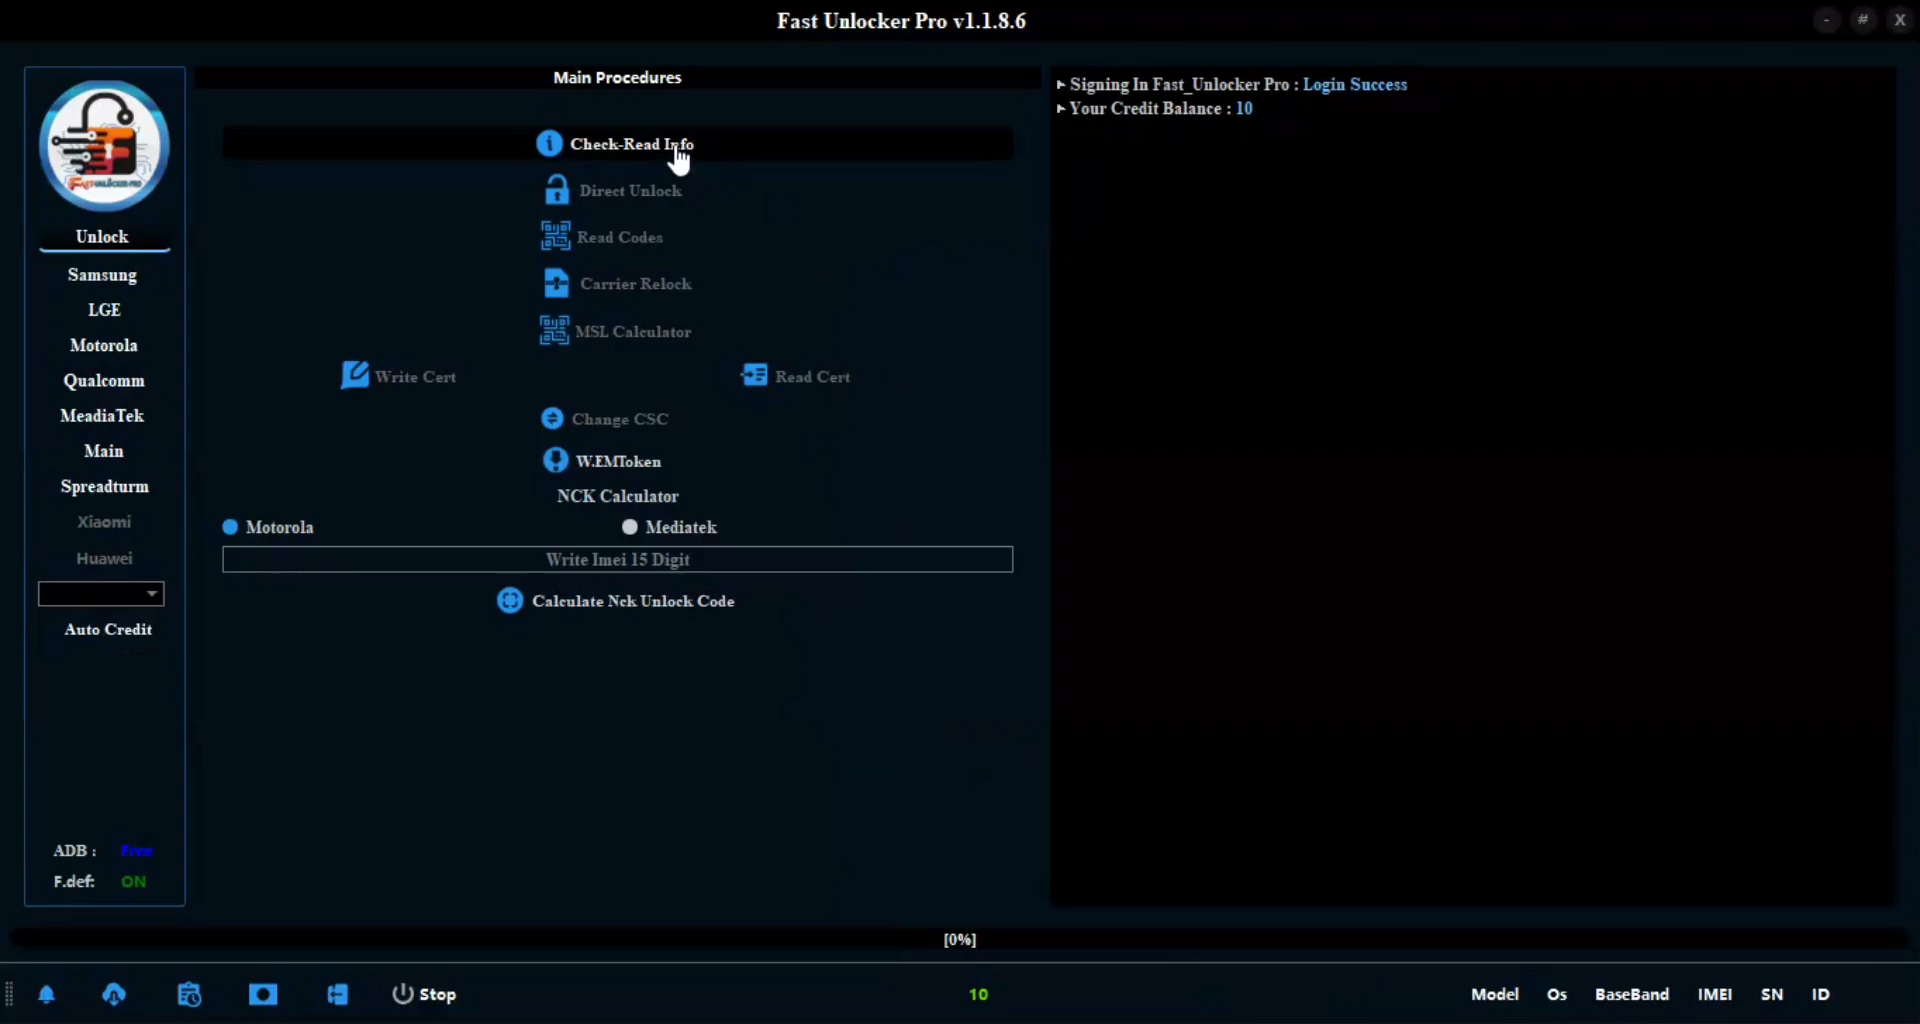 Fast Unlocker Pro v1.1.8.6
- # X
Main Procedures
Check-Read Info
Direct Unlock
Read Codes
Carrier Relock
MSL Calculator
Write Cert
Read Cert
Change CSC
W.EMToken
NCK Calculator
Motorola
Mediatek
Write Imei 15 Digit
Calculate Nck Unlock Code
Unlock
Samsung
LGE
Motorola
Qualcomm
MeadiaTek
Main
Spreadturm
Xiaomi
Huawei
Auto Credit
ADB : Free
F.def: ON
Signing In Fast_Unlocker Pro : Login Success
Your Credit Balance : 10
[0%]
Stop
10
Model Os BaseBand IMEI SN ID